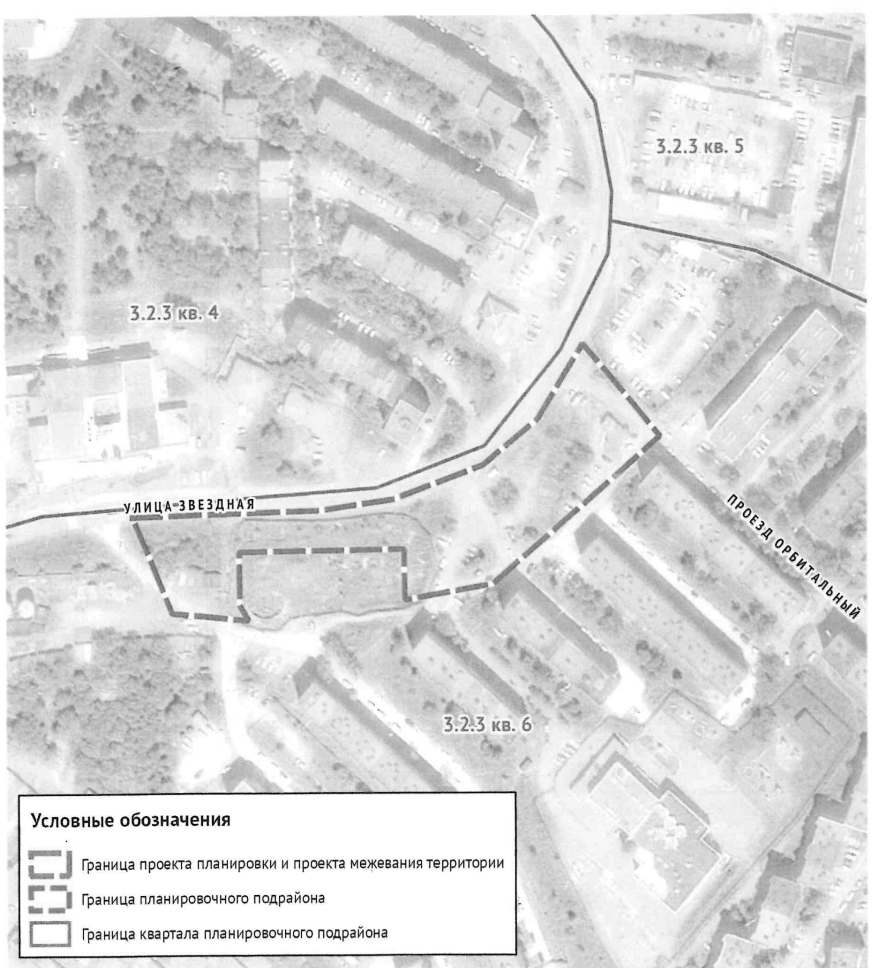 3.2.3 кв. 5
3.2.3 кв. 4
УЛИЦА ЗВЕЗДНАЯ
ПРОЕЗД ОРБИТАЛЬНЫЙ
3.2.3 кв. 6
Условные обозначения
Граница проекта планировки и проекта межевания территории
Граница планировочного подрайона
Граница квартала планировочного подрайона